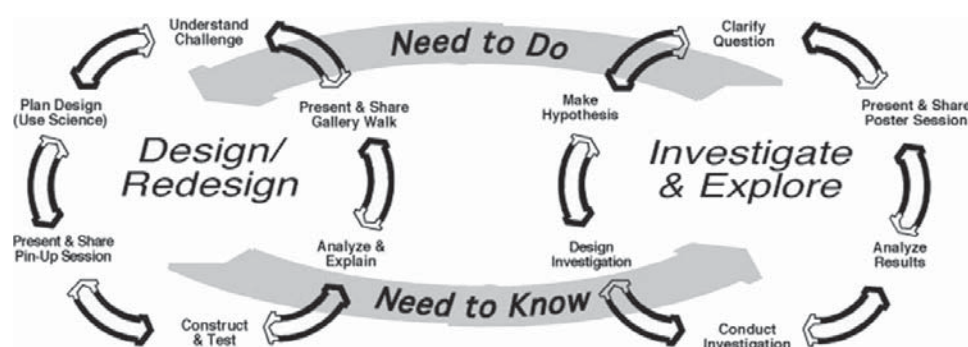 Understand
Challenge
Need to Do
Clarify
Question
Plan Design
(Use Science)
Present & Share
Gallery Walk
Make
Hypothesis
Present & Share
Poster Session
Design/
Redesign
Investigate
& Explore
Present & Share
Pin-Up Session
Analyze &
Explain
Design
Investigation
Analyze
Results
Need to Know
Construct
& Test
Conduct
Investigation